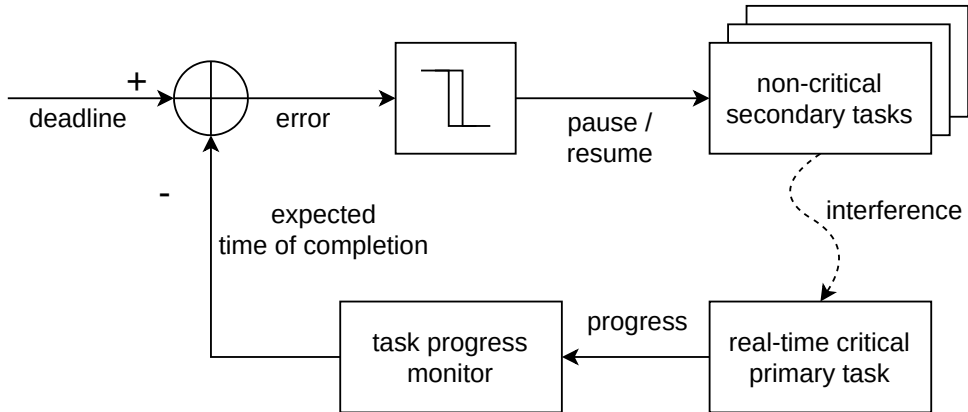 +
deadline
error
pause /
resume
non-critical
secondary tasks
-
expected
time of completion
interference
task progress
monitor
progress
real-time critical
primary task